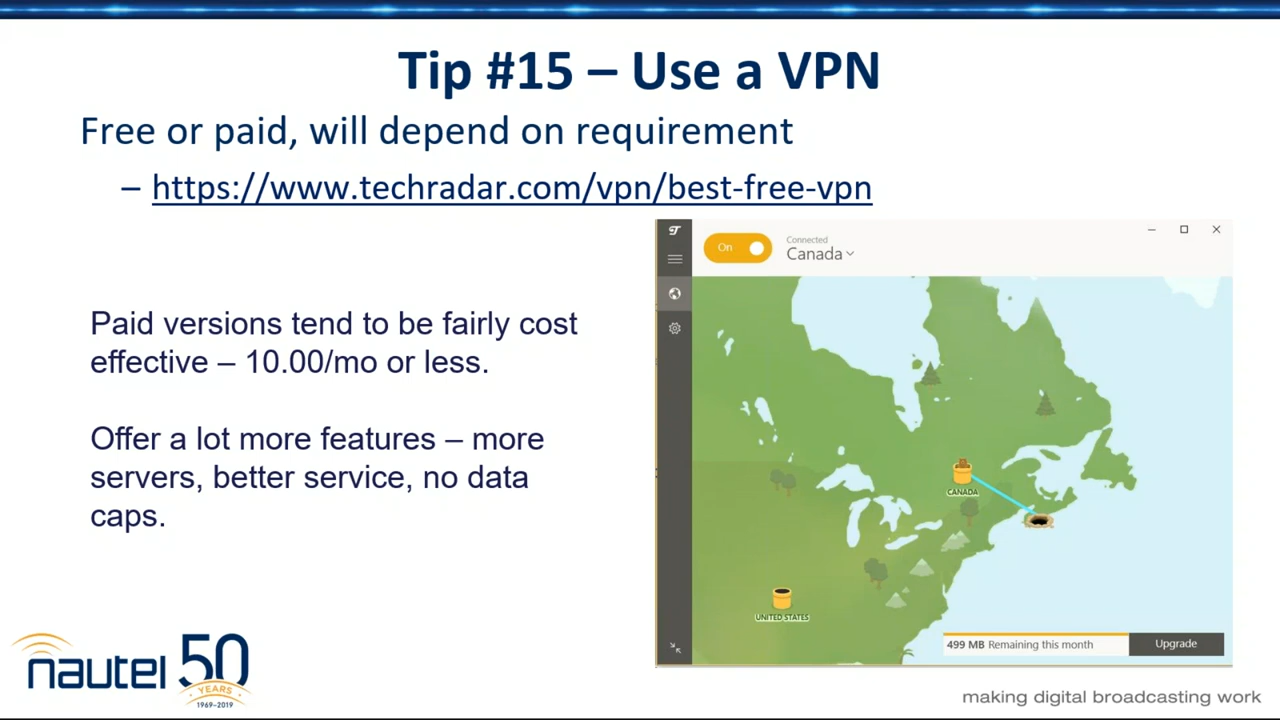 Tip #15 – Use a VPN
Free or paid, will depend on requirement
– https://www.techradar.com/vpn/best-free-vpn
Paid versions tend to be fairly cost
effective – 10.00/mo or less.
Offer a lot more features – more
servers, better service, no data
caps.
On
Connected
Canada
CANADA
UNITED STATES
499 MB Remaining this month
Upgrade
nautel 50
YEARS
1969–2019
making digital broadcasting work